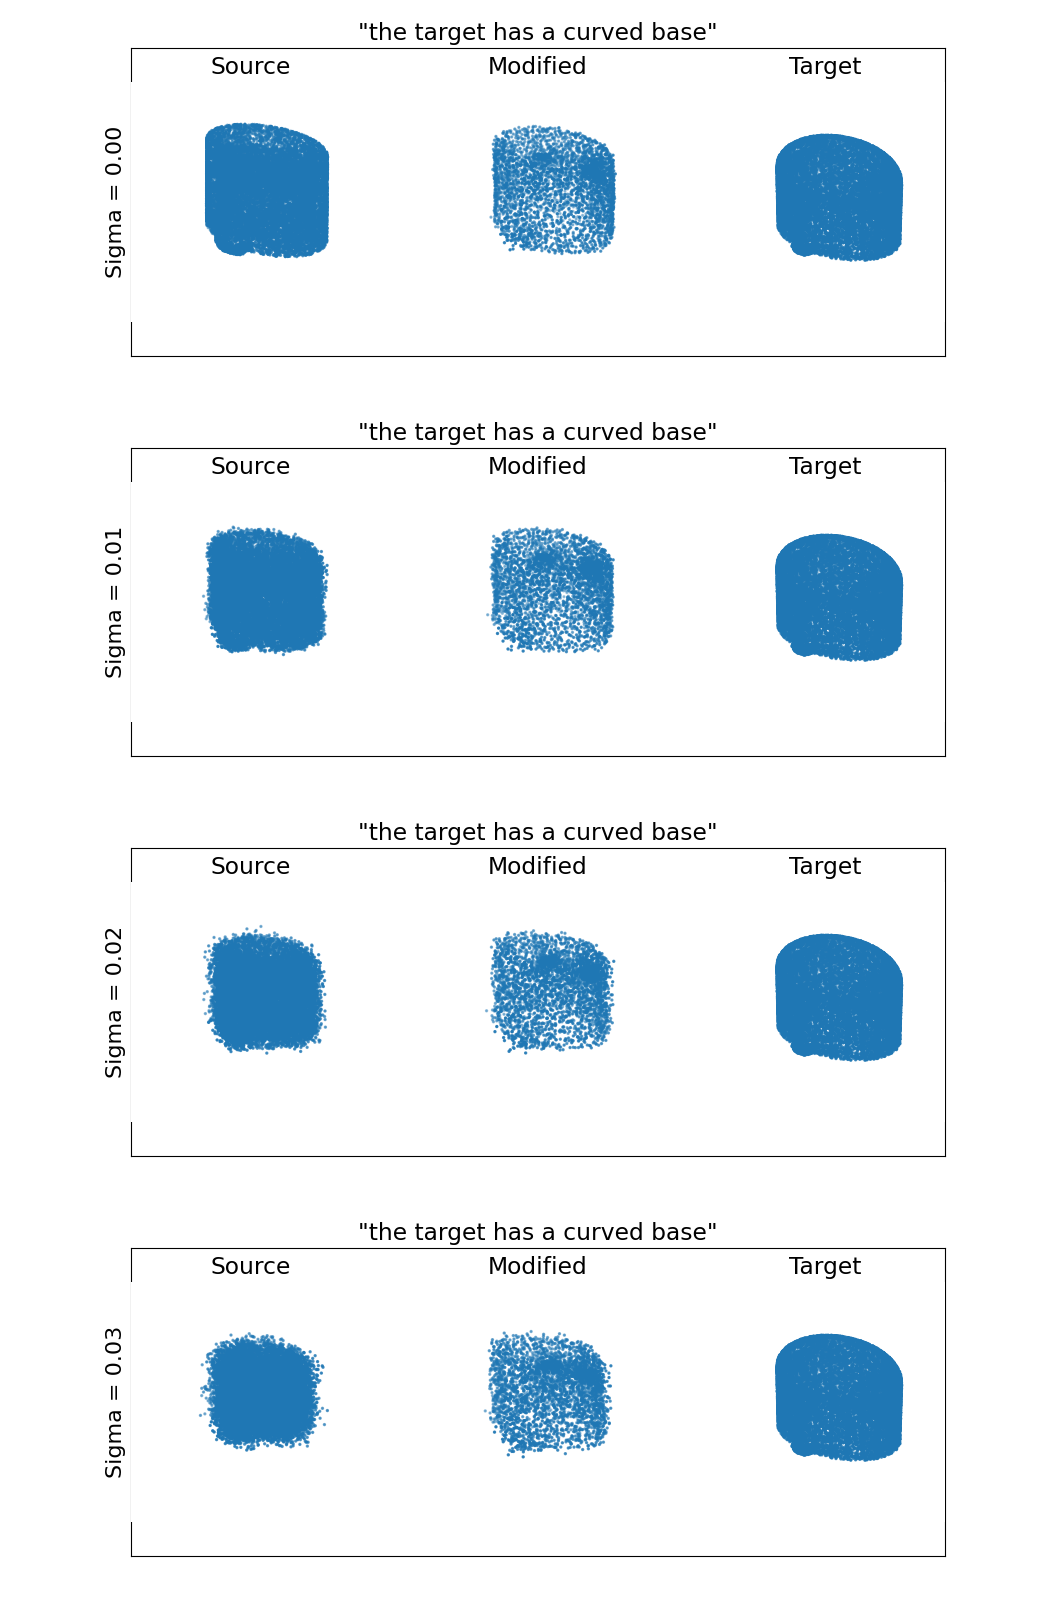 "the target has a curved base"
Source Modified Target
Sigma = 0.00
"the target has a curved base"
Source Modified Target
Sigma = 0.01
"the target has a curved base"
Source Modified Target
Sigma = 0.02
"the target has a curved base"
Source Modified Target
Sigma = 0.03